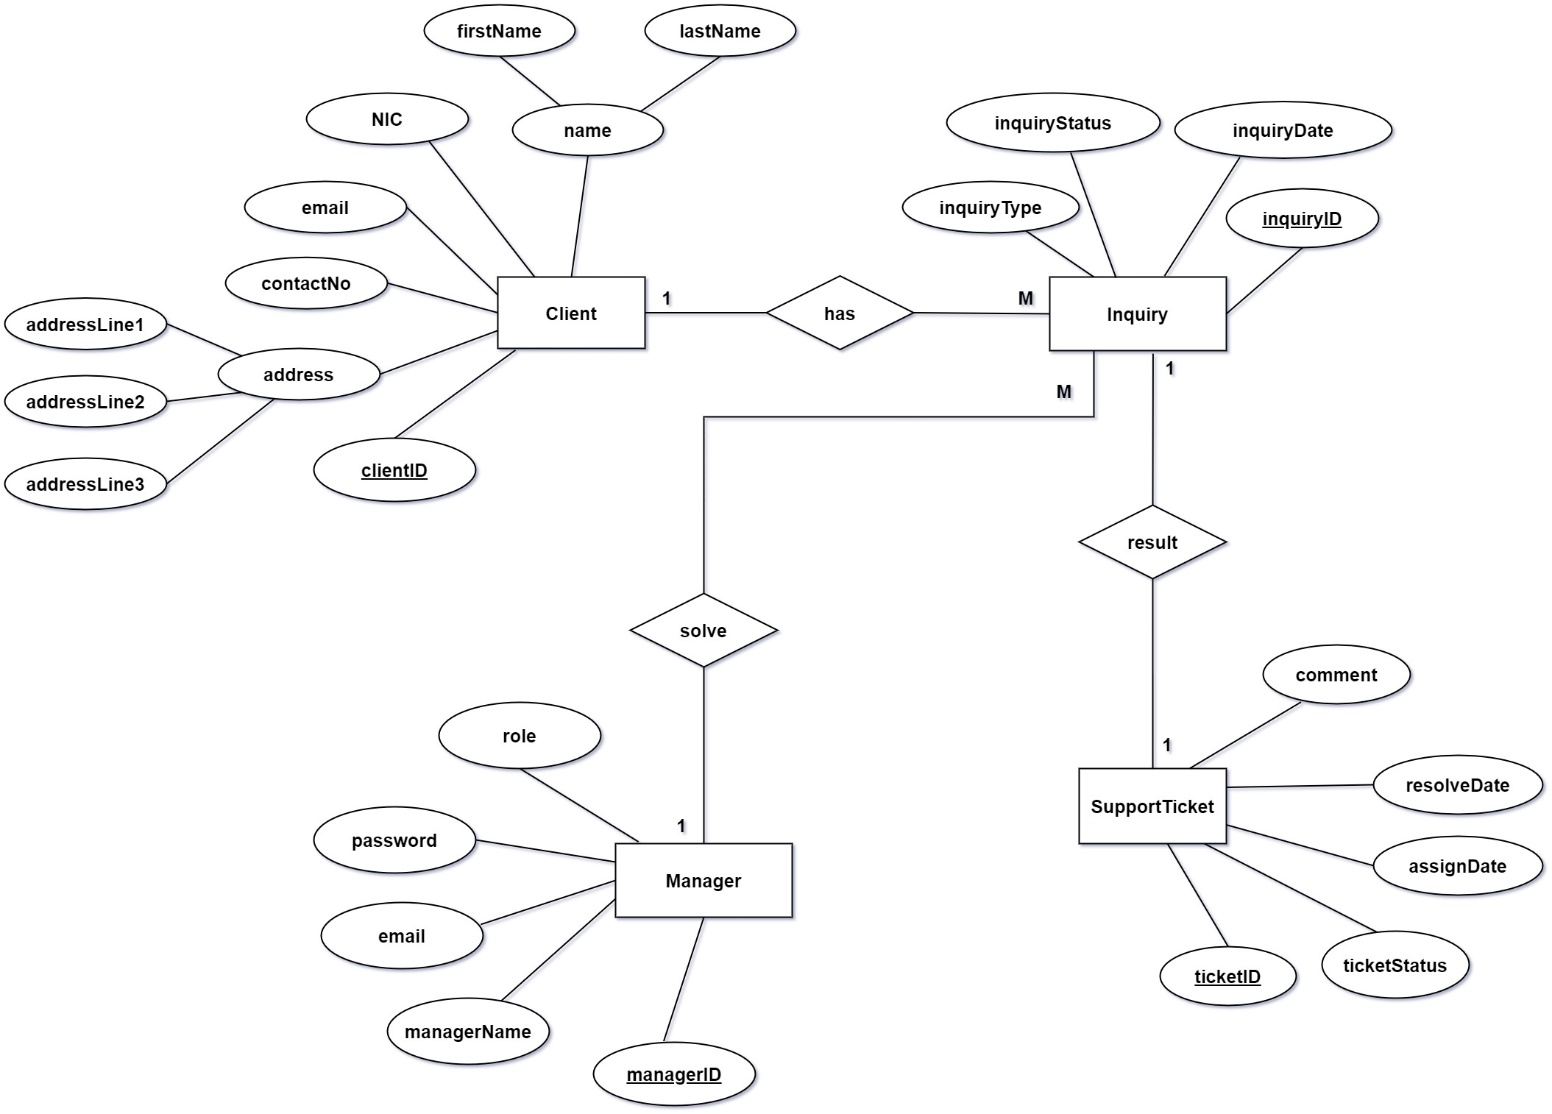 firstName
lastName
NIC
name
inquiryStatus
inquiryDate
email
inquiryType
inquiryID
contactNo
Client
1
has
M
Inquiry
addressLine1
address
1
addressLine2
M
clientID
addressLine3
result
solve
comment
role
1
resolveDate
SupportTicket
1
password
assignDate
Manager
email
ticketStatus
ticketID
managerName
managerID